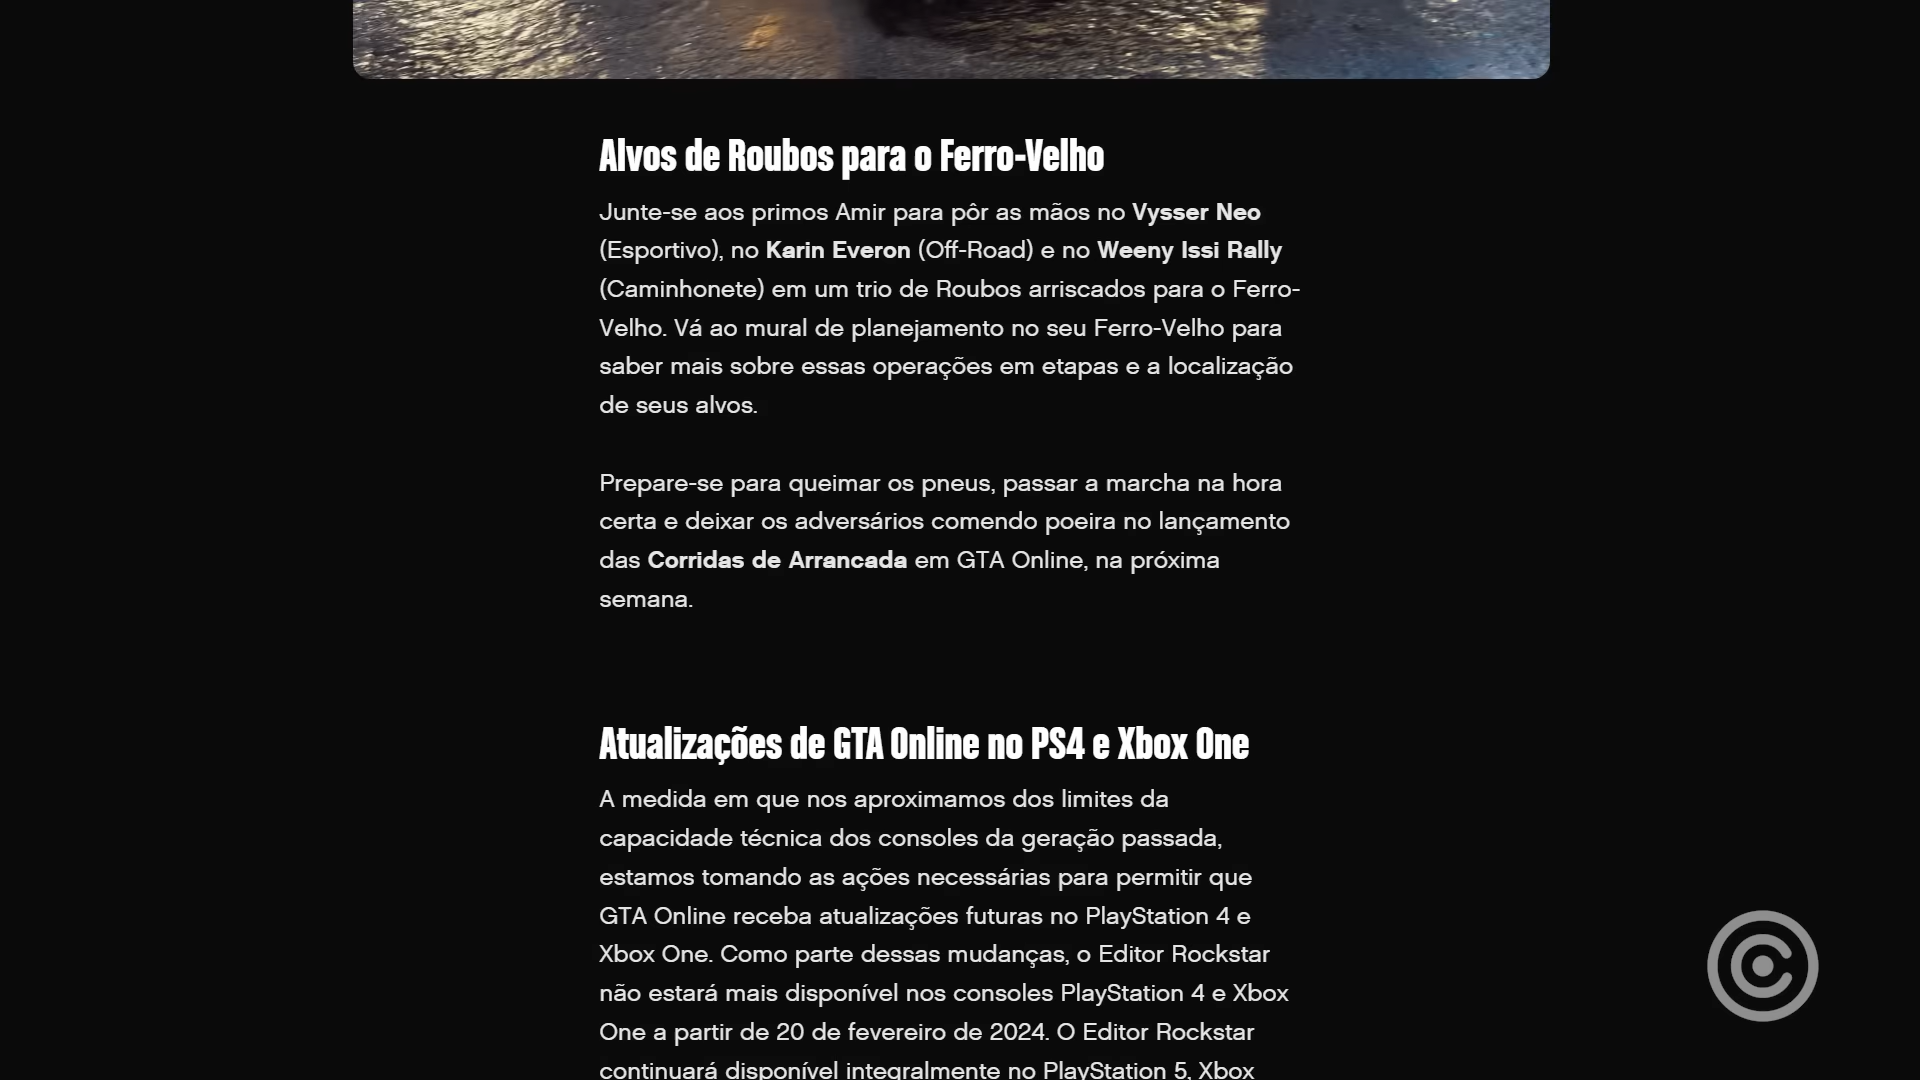 Alvos de Roubos para o Ferro-Velho
Junte-se aos primos Amir para pôr as mãos no Vysser Neo
(Esportivo), no Karin Everon (Off-Road) e no Weeny Issi Rally
(Caminhonete) em um trio de Roubos arriscados para o Ferro-
Velho. Vá ao mural de planejamento no seu Ferro-Velho para
saber mais sobre essas operações em etapas e a localização
de seus alvos.
Prepare-se para queimar os pneus, passar a marcha na hora
certa e deixar os adversários comendo poeira no lançamento
das Corridas de Arrancada em GTA Online, na próxima
semana.
Atualizações de GTA Online no PS4 e Xbox One
A medida em que nos aproximamos dos limites da
capacidade técnica dos consoles da geração passada,
estamos tomando as ações necessárias para permitir que
GTA Online receba atualizações futuras no PlayStation 4 e
Xbox One. Como parte dessas mudanças, o Editor Rockstar
não estará mais disponível nos consoles PlayStation 4 e Xbox
One a partir de 20 de fevereiro de 2024. O Editor Rockstar
continuará disponível integralmente no PlayStation 5, Xbox